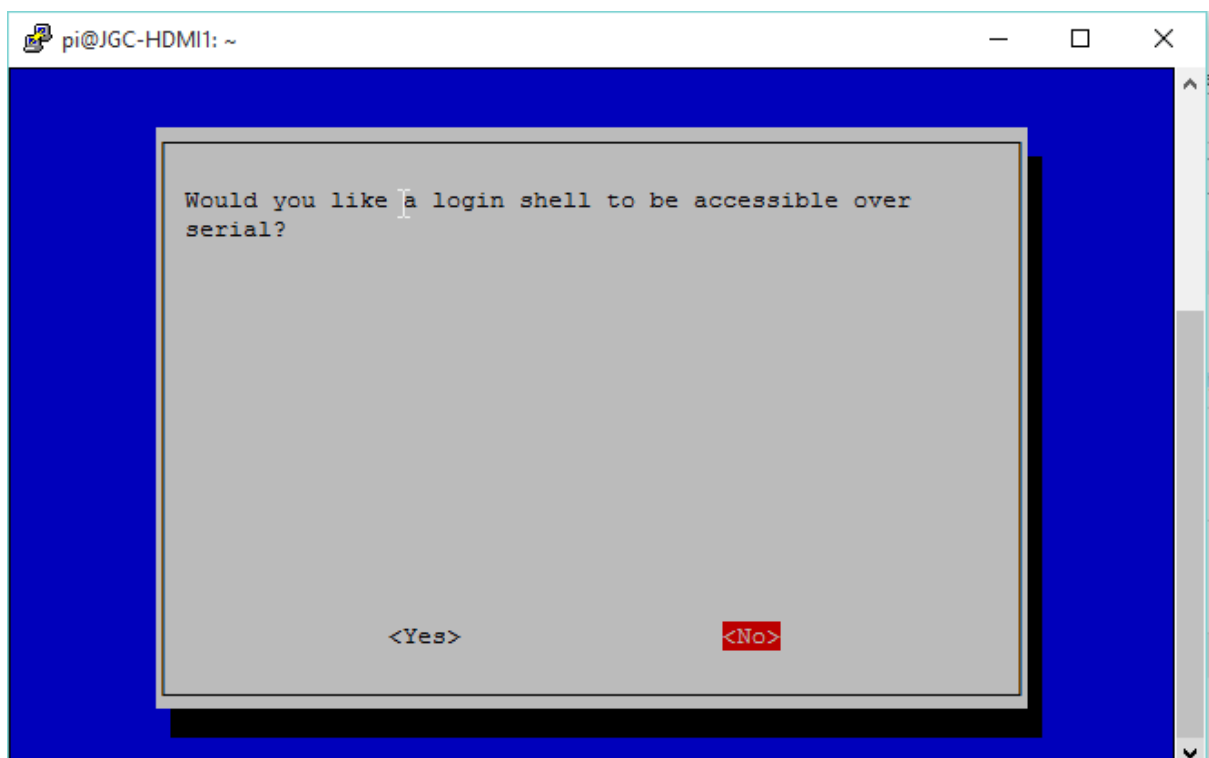 pi@JGC-HDMI1: ~
Would you like a login shell to be accessible over
serial?
<Yes> <No>